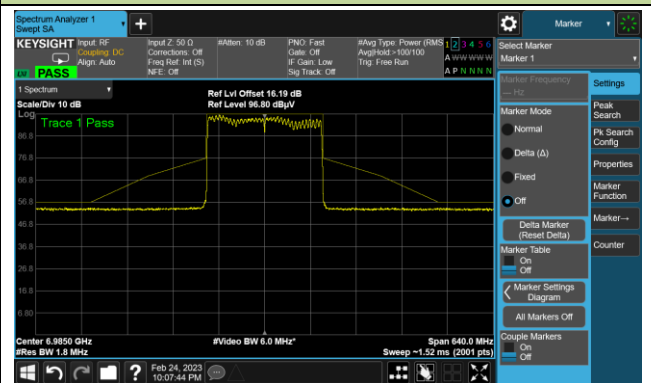 Spectrum Analyzer 1
Swept SA
Marker
KEYSIGHT
Input: RF
Coupling: DC
Align: Auto
Input Z: 50 Ω
Corrections: Off
Freq Ref: Int (S)
NFE: Off
#Atten: 10 dB
PNO: Fast
Gate: Off
IF Gain: Low
Sig Track: Off
#Avg Type: Power (RMS
Avg|Hold:>100/100
Trig: Free Run
1 2 3 4 5 6
A W W W W W
A P N N N N
PASS
Select Marker
Marker 1
1 Spectrum
Scale/Div 10 dB
Ref Lvl Offset 16.19 dB
Ref Level 96.80 dBµV
Log
Trace 1 Pass
86.8
76.8
66.8
56.8
46.8
36.8
26.8
16.8
6.80
Center 6.9850 GHz
#Res BW 1.8 MHz
#Video BW 6.0 MHz*
Span 640.0 MHz
Sweep ~1.52 ms (2001 pts)
Marker Frequency
--- Hz
Marker Mode
Normal
Delta (Δ)
Fixed
Off
Delta Marker
(Reset Delta)
Marker Table
On
Off
Marker Settings
Diagram
All Markers Off
Couple Markers
On
Off
Settings
Peak
Search
Pk Search
Config
Properties
Marker
Function
Marker→
Counter
?
Feb 24, 2023
10:07:44 PM